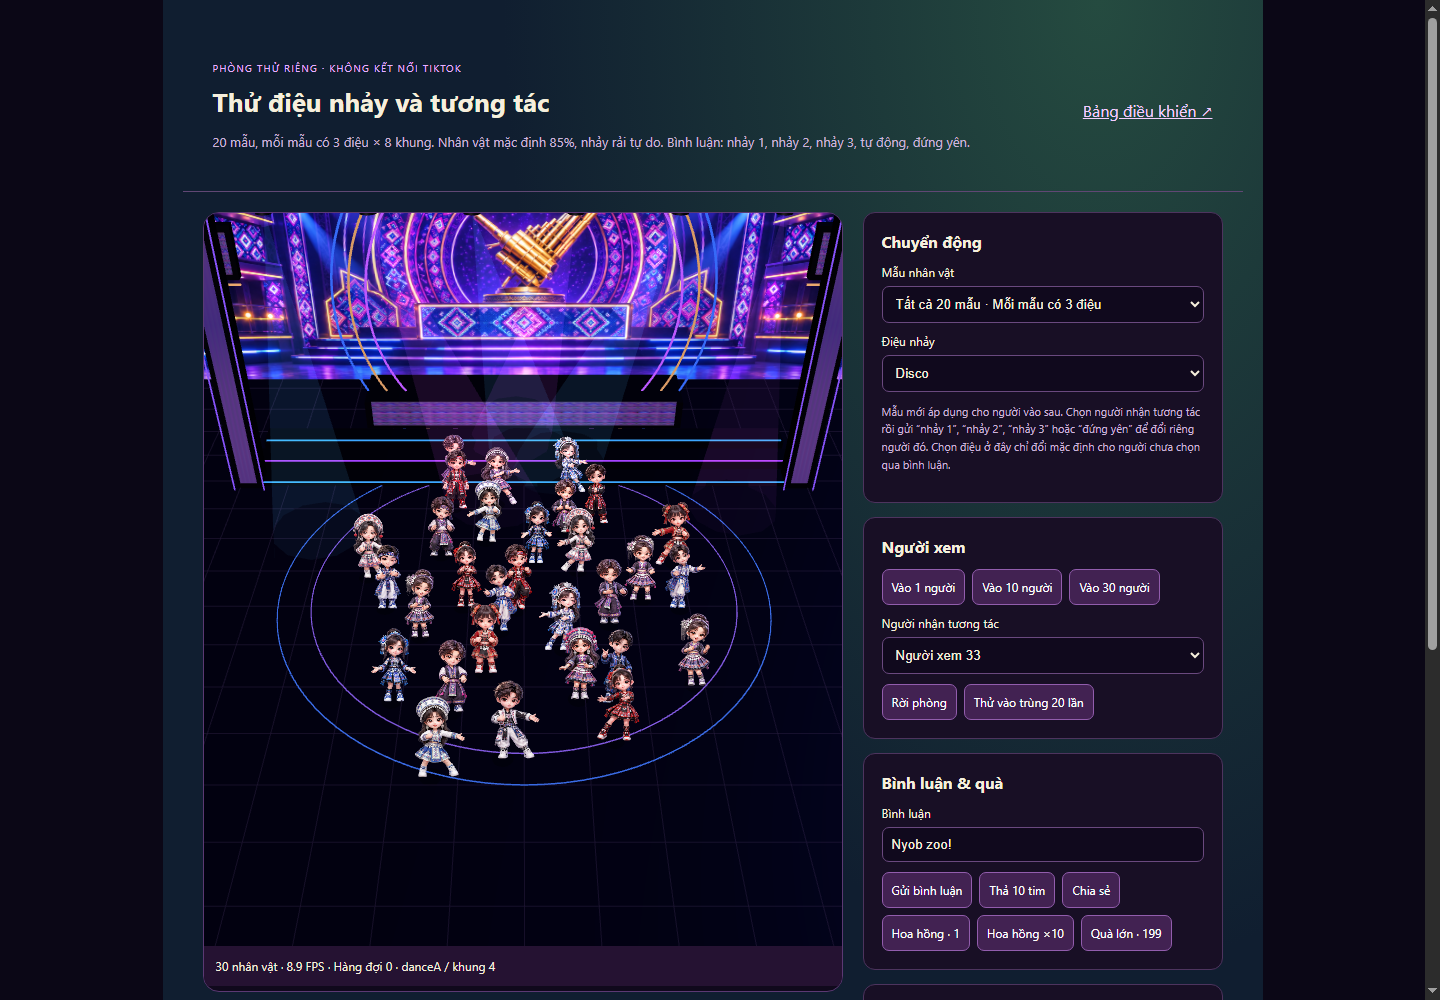 PHÒNG THỬ RIÊNG · KHÔNG KẾT NỐI TIKTOK
Thử điệu nhảy và tương tác
20 mẫu, mỗi mẫu có 3 điệu × 8 khung. Nhân vật mặc định 85%, nhảy rải tự do. Bình luận: nhảy 1, nhảy 2, nhảy 3, tự động, đứng yên.
Bảng điều khiển ↗
30 nhân vật · 8.9 FPS · Hàng đợi 0 · danceA / khung 4
Chuyển động
Mẫu nhân vật
Tất cả 20 mẫu · Mỗi mẫu có 3 điệu
Điệu nhảy
Disco
Mẫu mới áp dụng cho người vào sau. Chọn người nhận tương tác
rồi gửi “nhảy 1”, “nhảy 2”, “nhảy 3” hoặc “đứng yên” để đổi riêng
người đó. Chọn điệu ở đây chỉ đổi mặc định cho người chưa chọn
qua bình luận.
Người xem
Vào 1 người
Vào 10 người
Vào 30 người
Người nhận tương tác
Người xem 33
Rời phòng
Thử vào trùng 20 lần
Bình luận & quà
Bình luận
Nyob zoo!
Gửi bình luận
Thả 10 tim
Chia sẻ
Hoa hồng · 1
Hoa hồng ×10
Quà lớn · 199